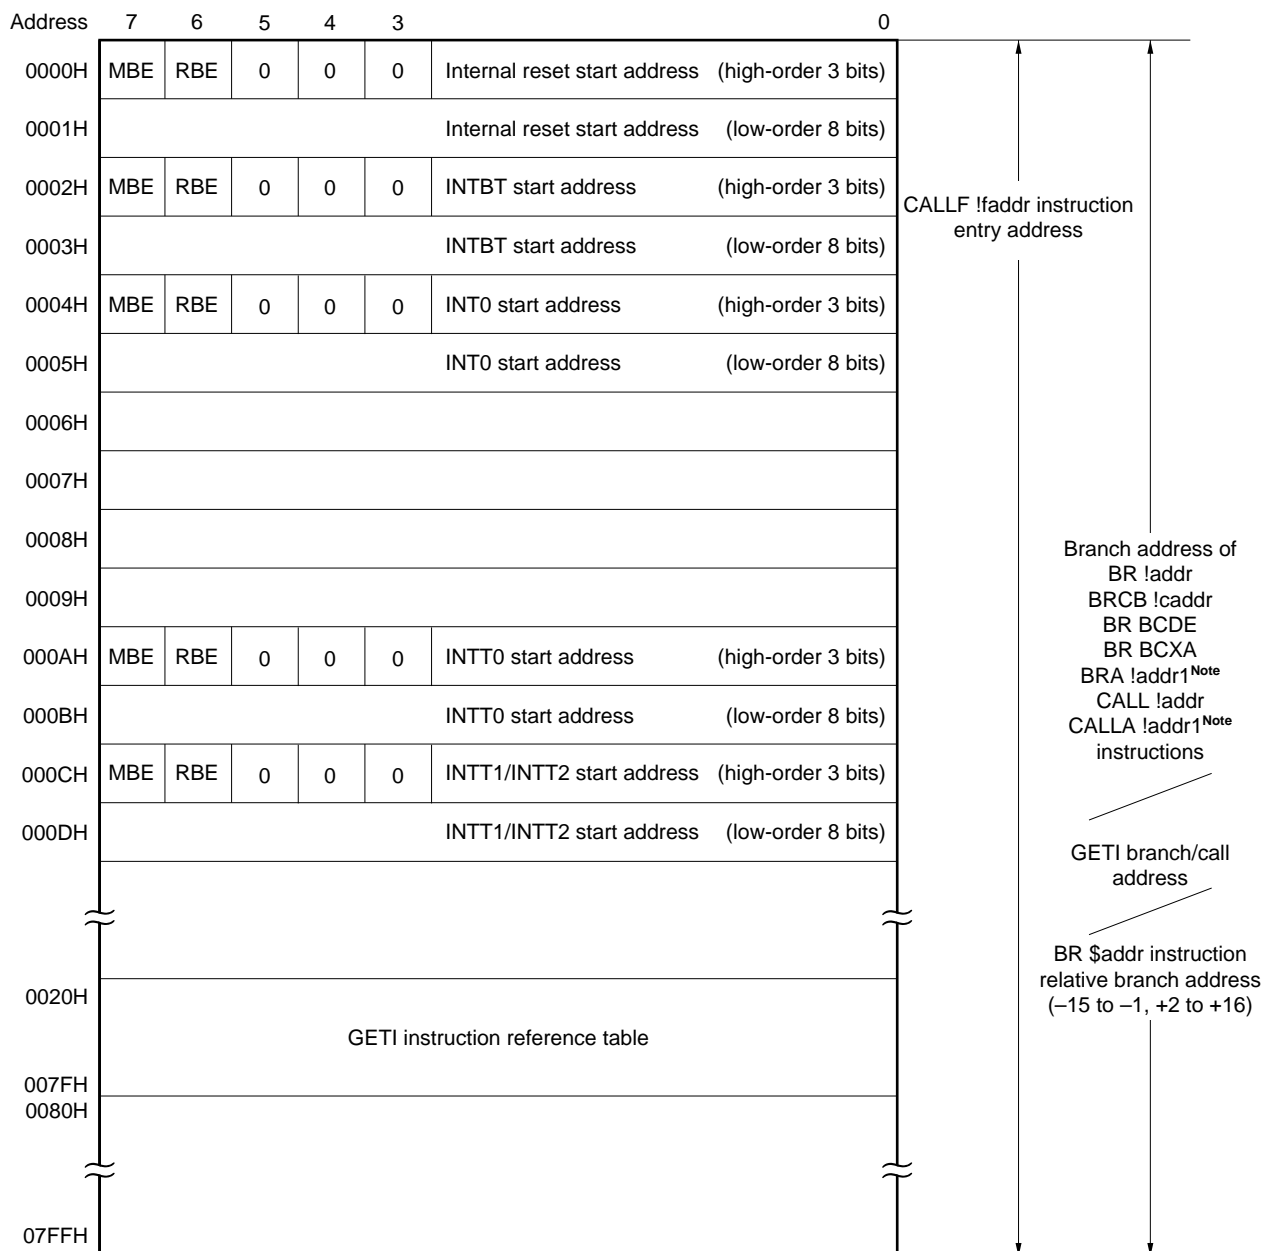 Address 7 6 5 4 3 0
0000H MBE RBE 0 0 0 Internal reset start address (high-order 3 bits)
0001H Internal reset start address (low-order 8 bits)
0002H MBE RBE 0 0 0 INTBT start address (high-order 3 bits)
CALLF !faddr instruction
entry address
0003H INTBT start address (low-order 8 bits)
0004H MBE RBE 0 0 0 INT0 start address (high-order 3 bits)
0005H INT0 start address (low-order 8 bits)
0006H
0007H
0008H
0009H
000AH MBE RBE 0 0 0 INTT0 start address (high-order 3 bits)
000BH INTT0 start address (low-order 8 bits)
000CH MBE RBE 0 0 0 INTT1/INTT2 start address (high-order 3 bits)
000DH INTT1/INTT2 start address (low-order 8 bits)
Branch address of
BR !addr
BRCB !caddr
BR BCDE
BR BCXA
BRA !addr1Note
CALL !addr
CALLA !addr1Note
instructions
GETI branch/call
address
BR $addr instruction
relative branch address
(–15 to –1, +2 to +16)
0020H
GETI instruction reference table
007FH
0080H
07FFH